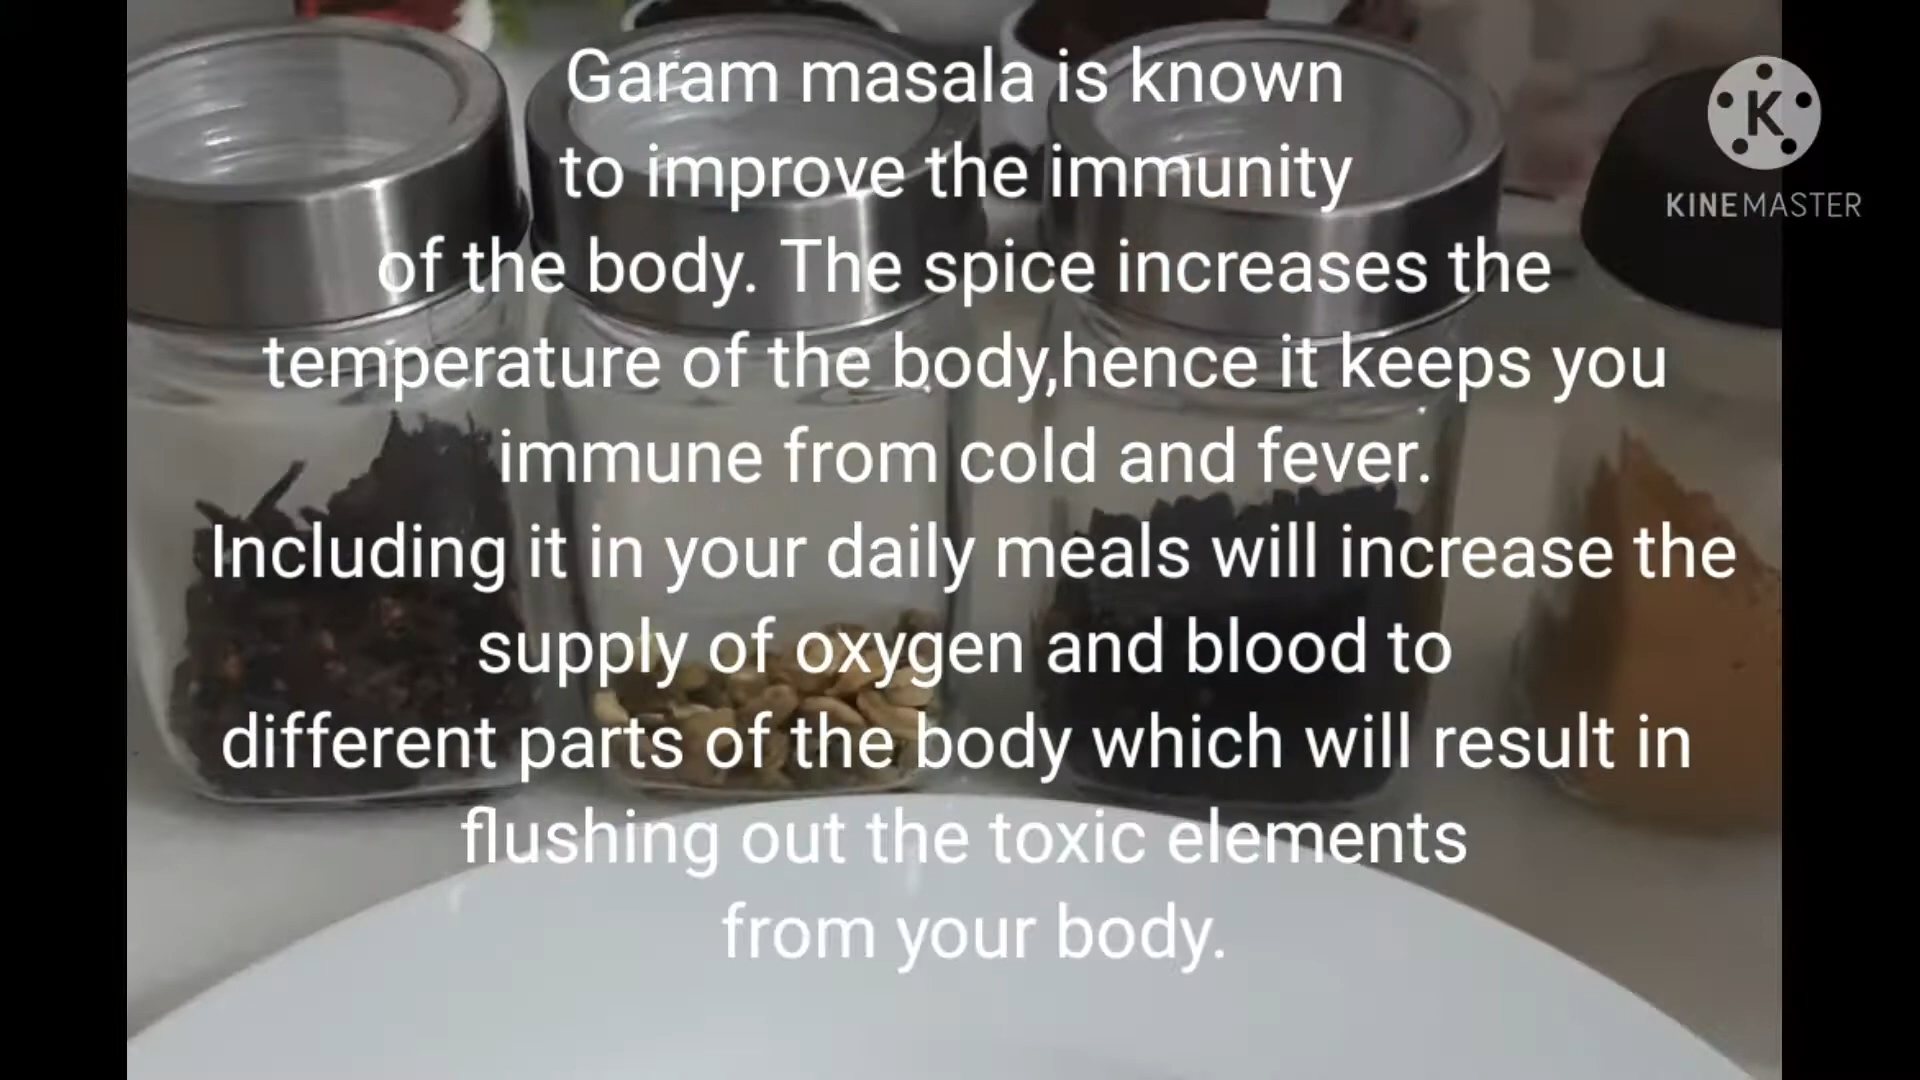 Garam masala is known
to improve the immunity
of the body. The spice increases the
temperature of the body,hence it keeps you
immune from cold and fever.
Including it in your daily meals will increase the
supply of oxygen and blood to
different parts of the body which will result in
flushing out the toxic elements
from your body.
K
KINEMASTER